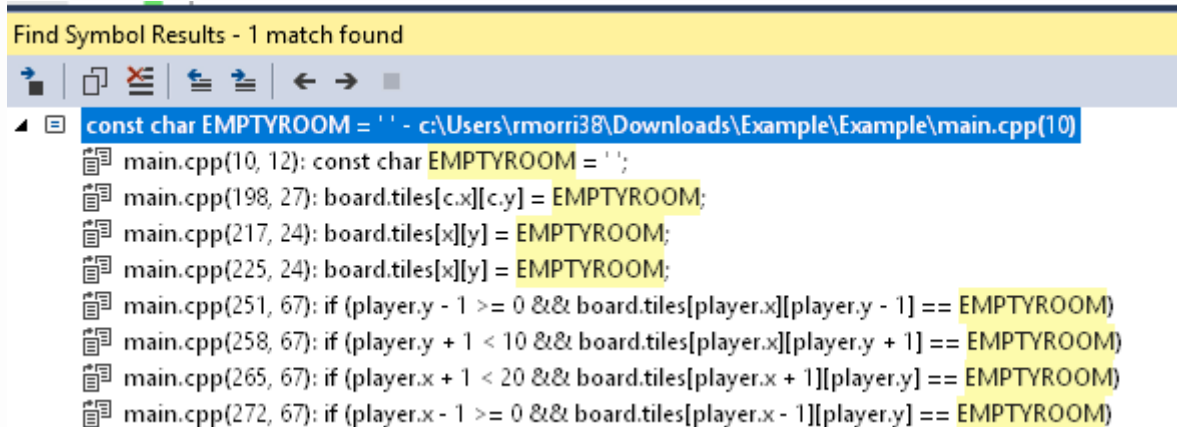 Find Symbol Results - 1 match found
const char EMPTYROOM = ' ' - c:\Users\rmorri38\Downloads\Example\Example\main.cpp(10)
main.cpp(10, 12): const char EMPTYROOM = ' ';
main.cpp(198, 27): board.tiles[c.x][c.y] = EMPTYROOM;
main.cpp(217, 24): board.tiles[x][y] = EMPTYROOM;
main.cpp(225, 24): board.tiles[x][y] = EMPTYROOM;
main.cpp(251, 67): if (player.y - 1 >= 0 && board.tiles[player.x][player.y - 1] == EMPTYROOM)
main.cpp(258, 67): if (player.y + 1 < 10 && board.tiles[player.x][player.y + 1] == EMPTYROOM)
main.cpp(265, 67): if (player.x + 1 < 20 && board.tiles[player.x + 1][player.y] == EMPTYROOM)
main.cpp(272, 67): if (player.x - 1 >= 0 && board.tiles[player.x - 1][player.y] == EMPTYROOM)